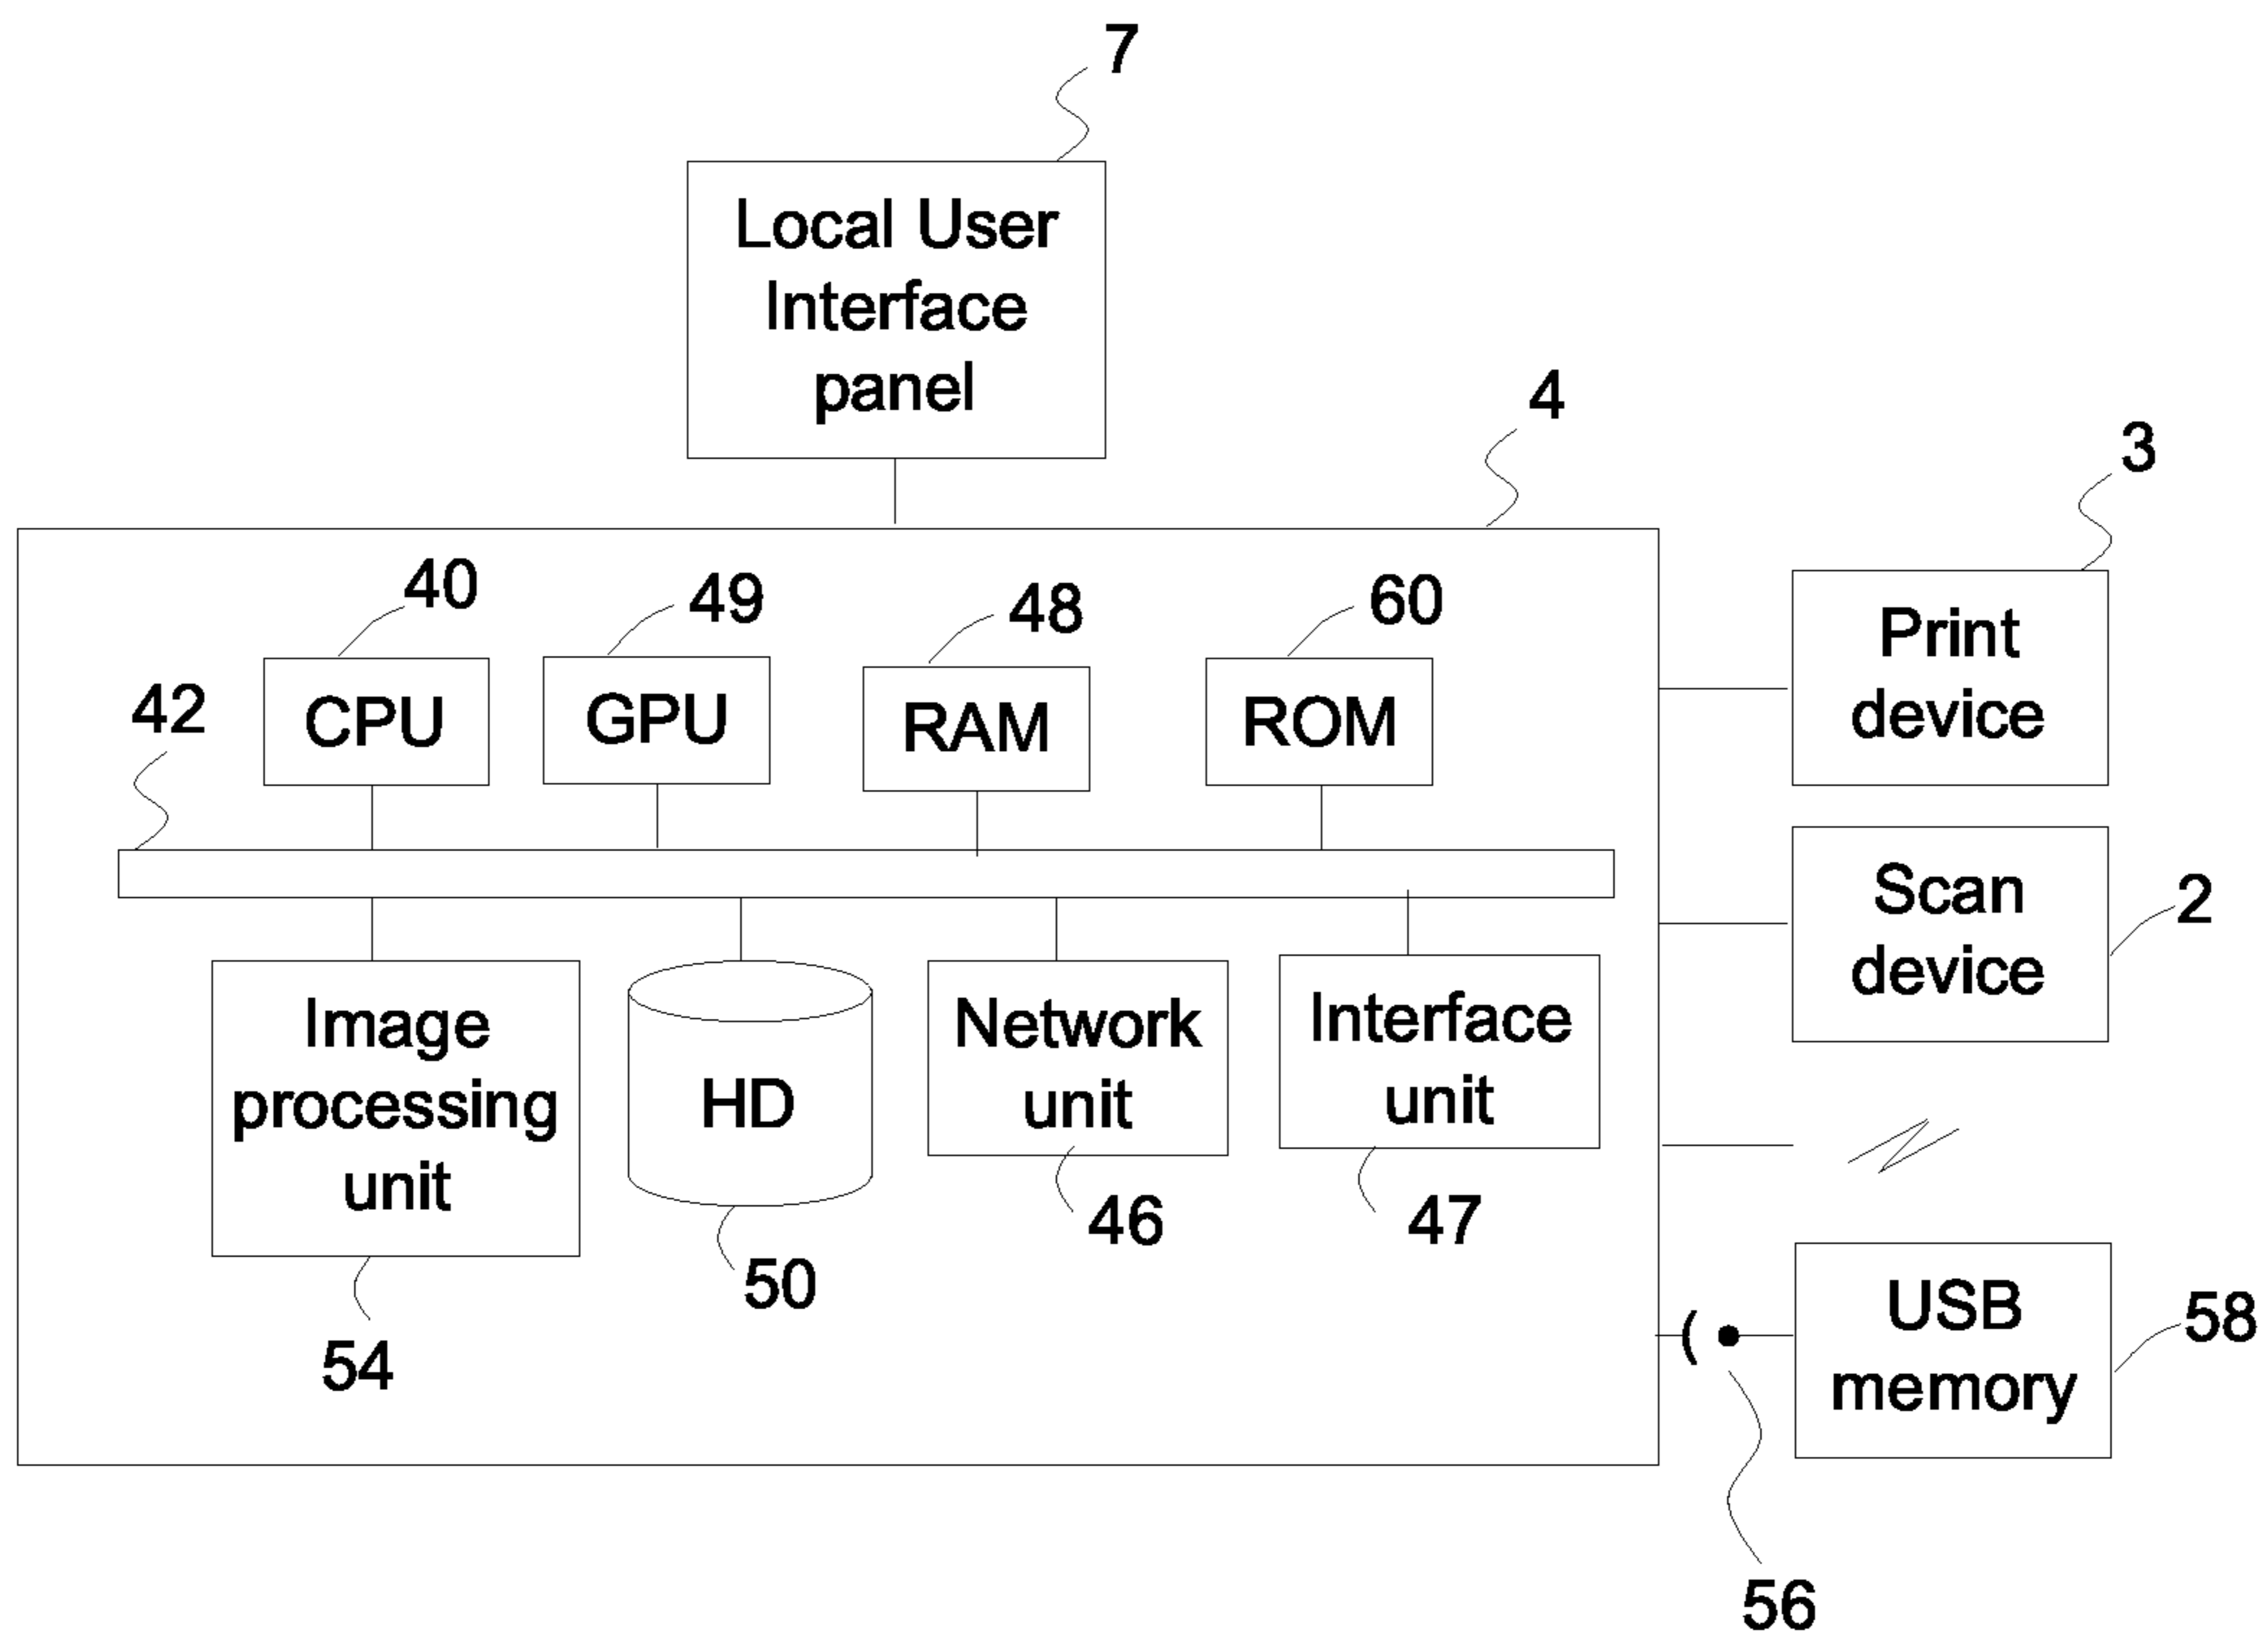 7
Local User
Interface
panel
4
3
40
49
48
60
42
CPU
GPU
RAM
ROM
Print
device
Scan
device
2
Image
processing
unit
HD
Network
unit
Interface
unit
46
47
50
54
USB
memory
58
56